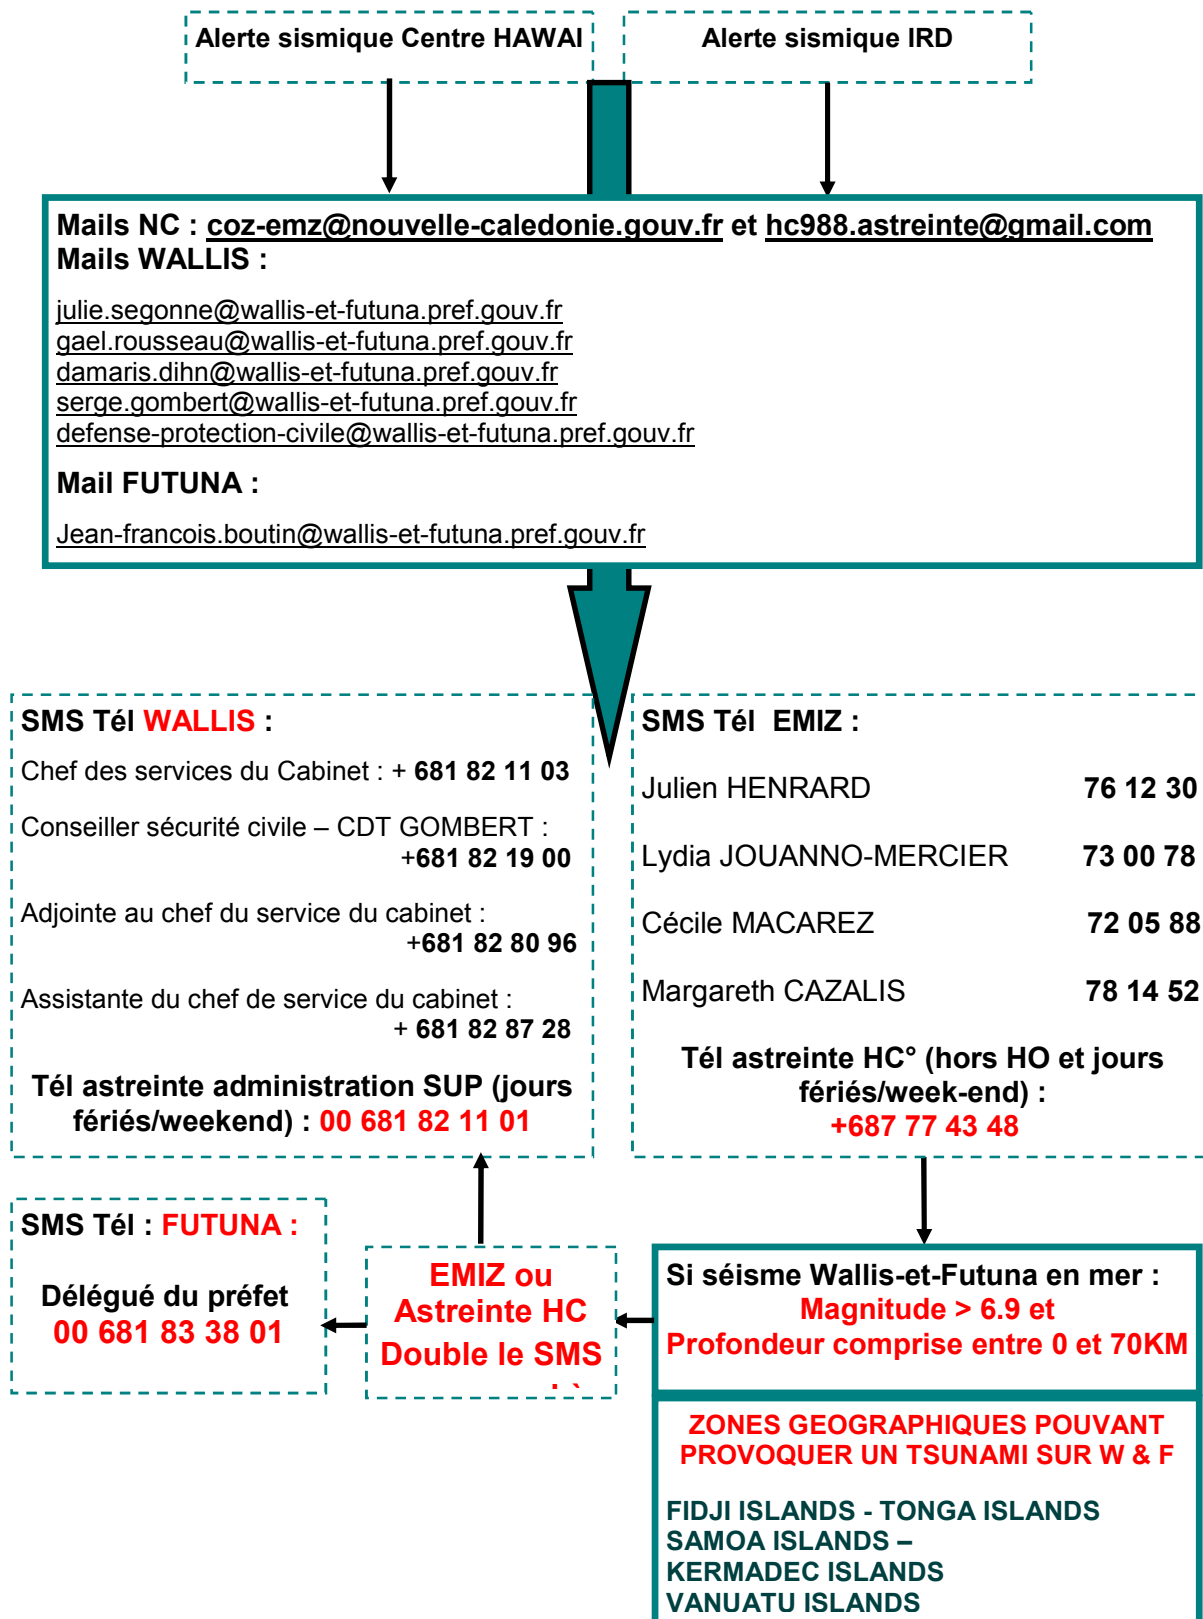 Alerte sismique Centre HAWAI
Alerte sismique IRD
Mails NC : coz-emz@nouvelle-caledonie.gouv.fr et hc988.astreinte@gmail.com
Mails WALLIS :
julie.segonne@wallis-et-futuna.pref.gouv.fr
gael.rousseau@wallis-et-futuna.pref.gouv.fr
damaris.dihn@wallis-et-futuna.pref.gouv.fr
serge.gombert@wallis-et-futuna.pref.gouv.fr
defense-protection-civile@wallis-et-futuna.pref.gouv.fr
Mail FUTUNA :
Jean-francois.boutin@wallis-et-futuna.pref.gouv.fr
SMS Tél WALLIS :
Chef des services du Cabinet : + 681 82 11 03
Conseiller sécurité civile – CDT GOMBERT :
+681 82 19 00
Adjointe au chef du service du cabinet :
+681 82 80 96
Assistante du chef de service du cabinet :
+ 681 82 87 28
Tél astreinte administration SUP (jours
fériés/weekend) : 00 681 82 11 01
SMS Tél EMIZ :
Julien HENRARD 76 12 30
Lydia JOUANNO-MERCIER 73 00 78
Cécile MACAREZ 72 05 88
Margareth CAZALIS 78 14 52
Tél astreinte HC° (hors HO et jours
fériés/week-end) :
+687 77 43 48
SMS Tél : FUTUNA :
Délégué du préfet
00 681 83 38 01
EMIZ ou
Astreinte HC
Double le SMS
Si séisme Wallis-et-Futuna en mer :
Magnitude > 6.9 et
Profondeur comprise entre 0 et 70KM
ZONES GEOGRAPHIQUES POUVANT
PROVOQUER UN TSUNAMI SUR W & F
FIDJI ISLANDS - TONGA ISLANDS
SAMOA ISLANDS –
KERMADEC ISLANDS
VANUATU ISLANDS